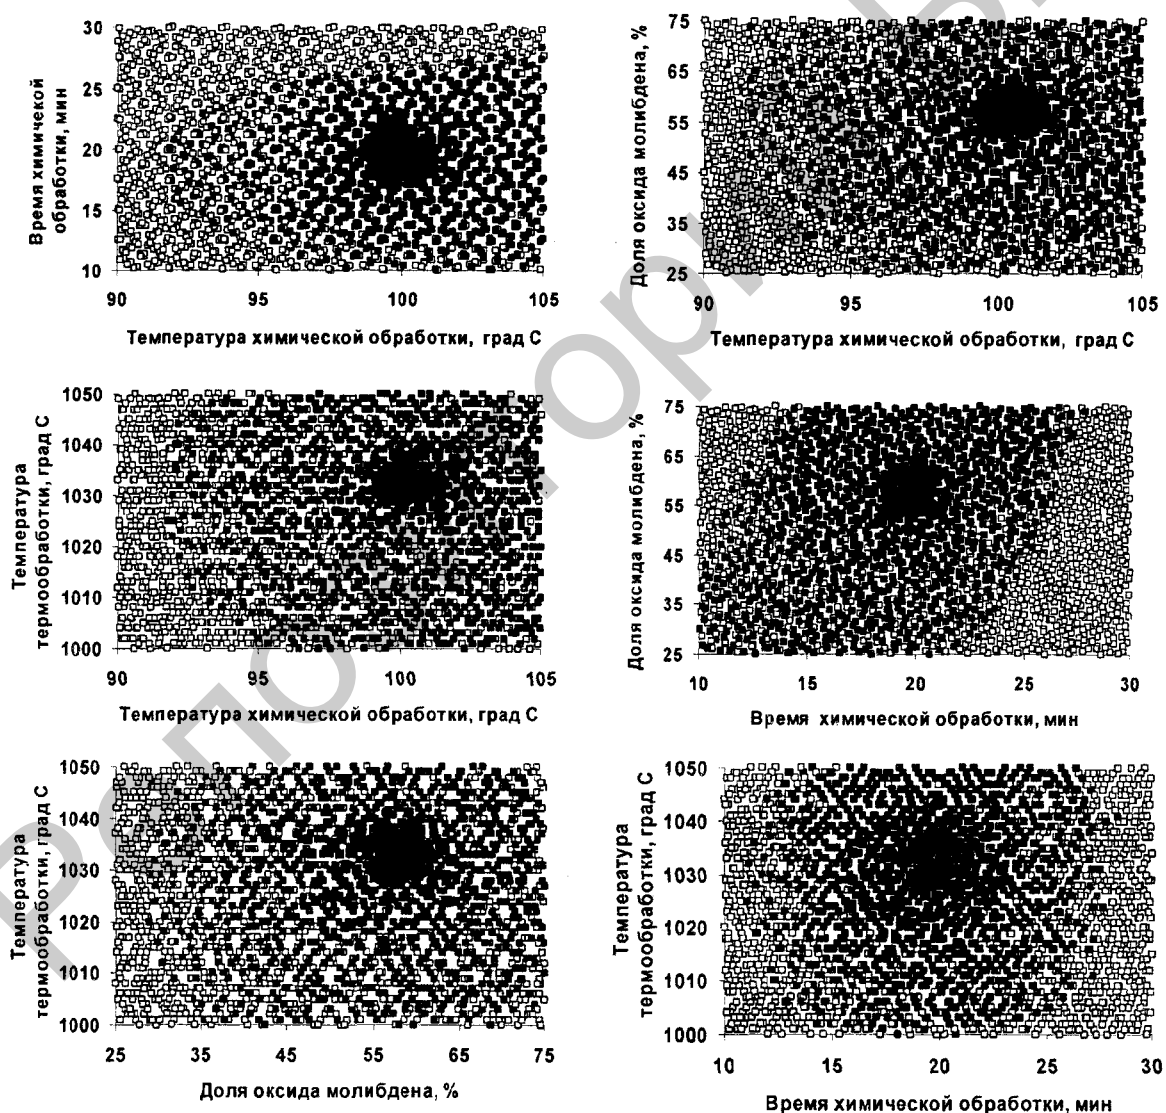 Время химичекой
обработки, мин
30
25
20
15
10
90 95 100 105
Температура химической обработки, град С
Доля оксида молибдена, %
75
65
55
45
35
25
90 95 100 105
Температура химической обработки, град С
Температура
термообработки, град С
1050
1040
1030
1020
1010
1000
90 95 100 105
Температура химической обработки, град С
Доля оксида молибдена, %
75
65
55
45
35
25
10 15 20 25 30
Время химической обработки, мин
Температура
термообработки, град С
1050
1040
1030
1020
1010
1000
25 35 45 55 65 75
Доля оксида молибдена, %
Температура
термообработки, град С
1050
1040
1030
1020
1010
1000
10 15 20 25 30
Время химической обработки, мин